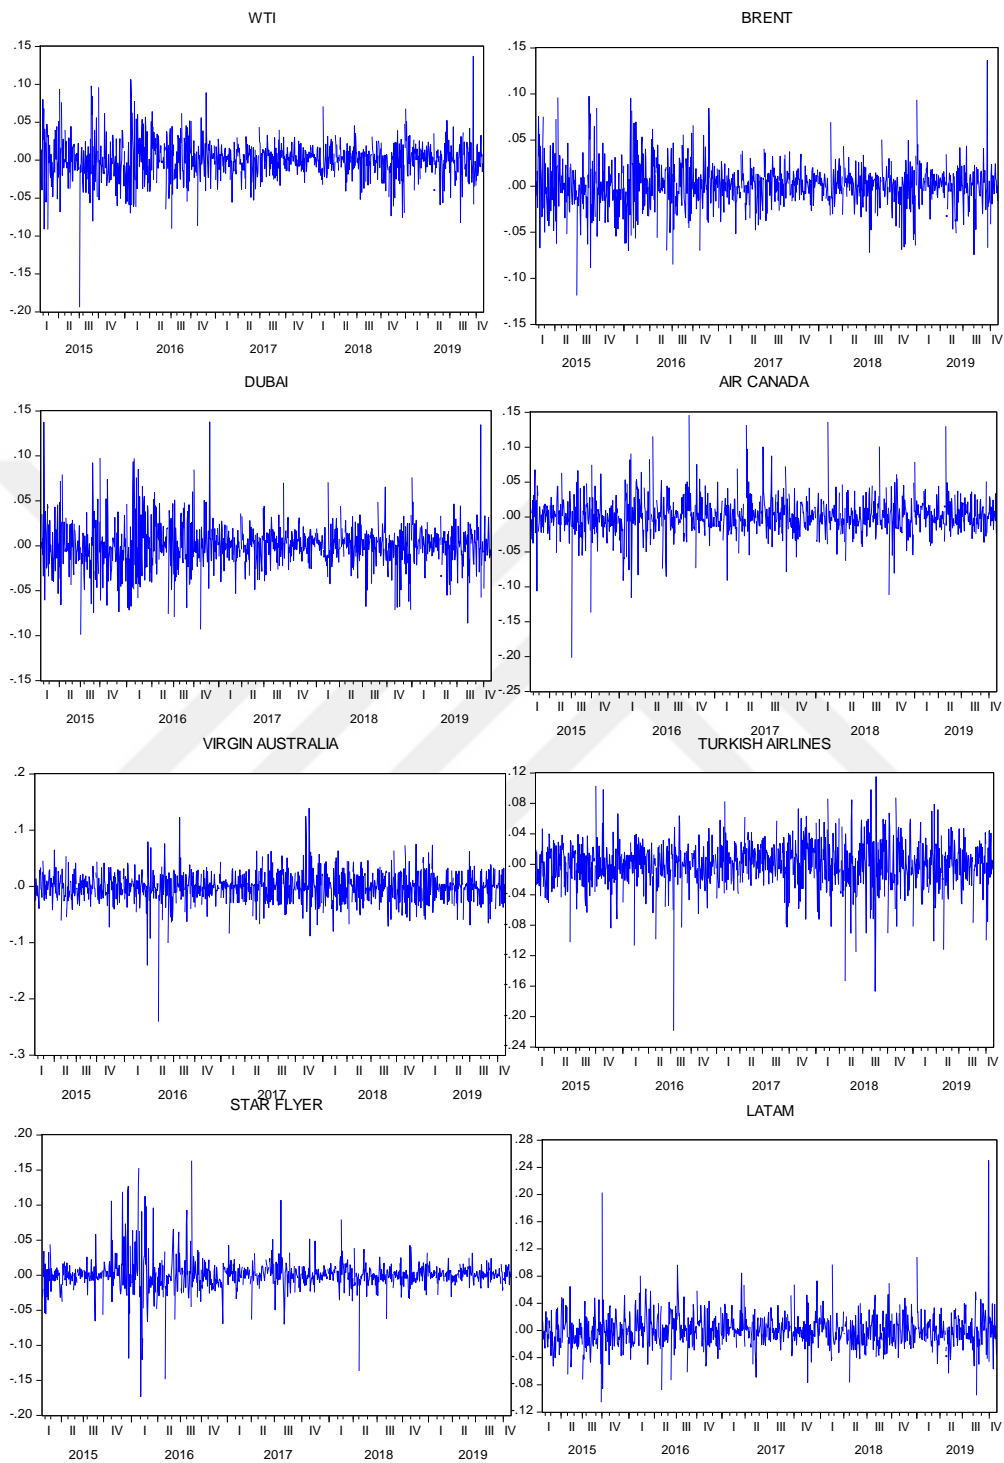 WTI
.15
.10
.05
.00
-.05
-.10
-.15
-.20
I II III IV I II III IV I II III IV I II III IV I II III IV
2015 2016 2017 2018 2019
BRENT
.15
.10
.05
.00
-.05
-.10
-.15
I II III IV I II III IV I II III IV I II III IV I II III IV
2015 2016 2017 2018 2019
DUBAI
.15
.10
.05
.00
-.05
-.10
-.15
I II III IV I II III IV I II III IV I II III IV I II III IV
2015 2016 2017 2018 2019
AIR CANADA
.15
.10
.05
.00
-.05
-.10
-.15
-.20
-.25
I II III IV I II III IV I II III IV I II III IV I II III IV
2015 2016 2017 2018 2019
VIRGIN AUSTRALIA
.2
.1
.0
-.1
-.2
-.3
I II III IV I II III IV I II III IV I II III IV I II III IV
2015 2016 2017 2018 2019
TURKISH AIRLINES
.12
.08
.04
.00
-.04
-.08
-.12
-.16
-.20
-.24
I II III IV I II III IV I II III IV I II III IV I II III IV
2015 2016 2017 2018 2019
STAR FLYER
.20
.15
.10
.05
.00
-.05
-.10
-.15
-.20
I II III IV I II III IV I II III IV I II III IV I II III IV
2015 2016 2017 2018 2019
LATAM
.28
.24
.20
.16
.12
.08
.04
.00
-.04
-.08
-.12
I II III IV I II III IV I II III IV I II III IV I II III IV
2015 2016 2017 2018 2019